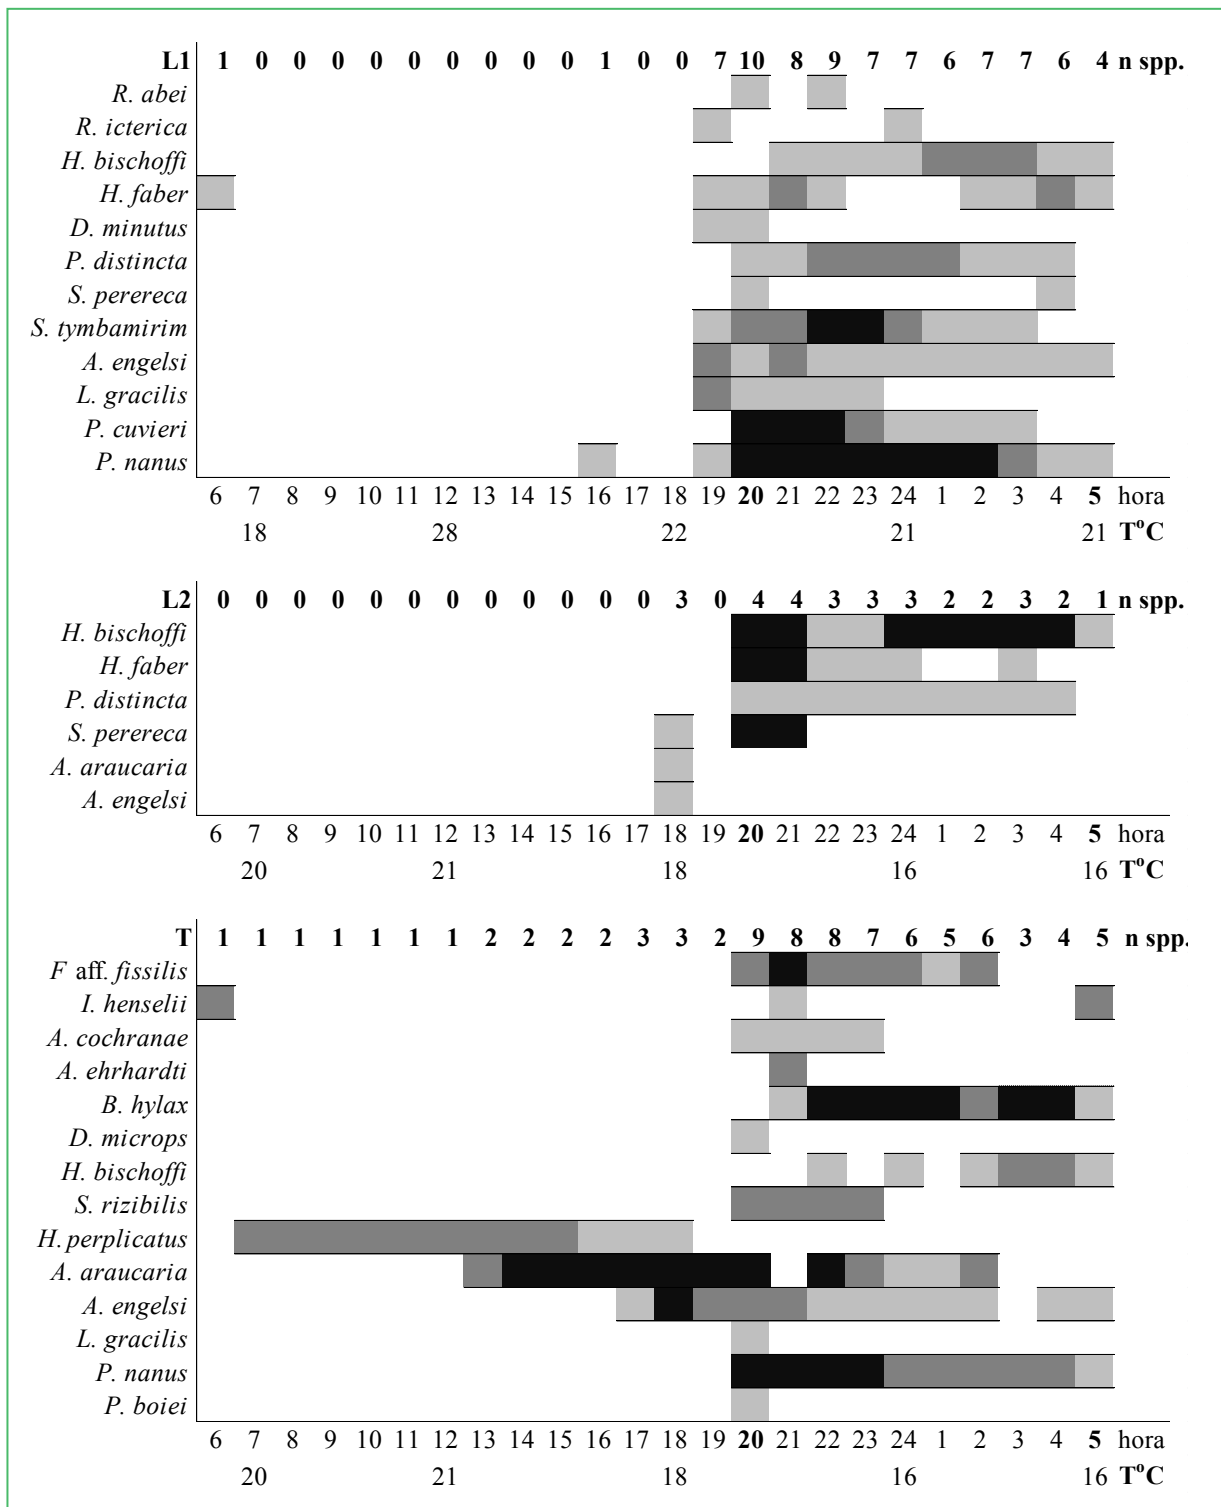 L1 1 0 0 0 0 0 0 0 0 0 1 0 0 7 10 8 9 7 7 6 7 7 6 4 n spp.
R. abei
R. icterica
H. bischoffi
H. faber
D. minutus
P. distincta
S. perereca
S. tymbamirim
A. engelsi
L. gracilis
P. cuvieri
P. nanus
6 7 8 9 10 11 12 13 14 15 16 17 18 19 20 21 22 23 24 1 2 3 4 5 hora
18 28 22 21 21 T°C
L2 0 0 0 0 0 0 0 0 0 0 0 0 3 0 4 4 3 3 3 2 2 3 2 1 n spp.
H. bischoffi
H. faber
P. distincta
S. perereca
A. araucaria
A. engelsi
6 7 8 9 10 11 12 13 14 15 16 17 18 19 20 21 22 23 24 1 2 3 4 5 hora
20 21 18 16 16 T°C
T 1 1 1 1 1 1 1 2 2 2 2 3 3 2 9 8 8 7 6 5 6 3 4 5 n spp.
F aff. fissilis
I. henselii
A. cochranae
A. ehrhardti
B. hylax
D. microps
H. bischoffi
S. rizibilis
H. perplicatus
A. araucaria
A. engelsi
L. gracilis
P. nanus
P. boiei
6 7 8 9 10 11 12 13 14 15 16 17 18 19 20 21 22 23 24 1 2 3 4 5 hora
20 21 18 16 16 T°C